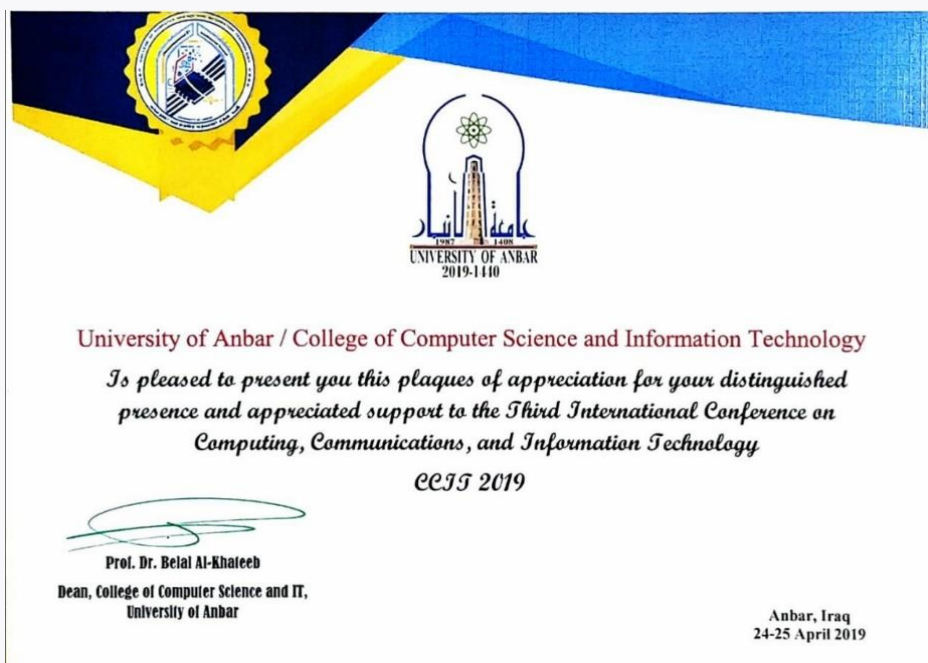 جامعة الأنبار
1987 1408
UNIVERSITY OF ANBAR
2019-1440
University of Anbar / College of Computer Science and Information Technology
Is pleased to present you this plaques of appreciation for your distinguished
presence and appreciated support to the Third International Conference on
Computing, Communications, and Information Technology
CCIT 2019
Prof. Dr. Belal Al-Khateeb
Dean, College of Computer Science and IT,
University of Anbar
Anbar, Iraq
24-25 April 2019